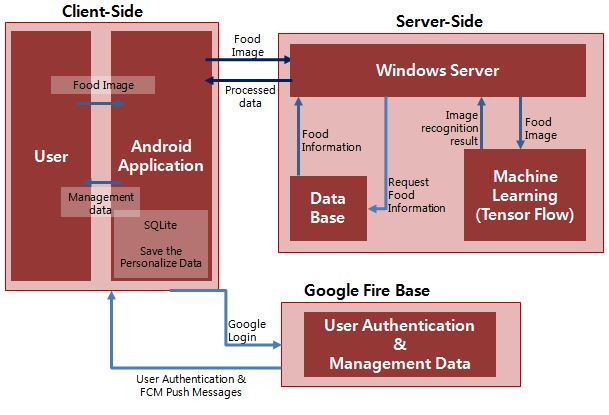 Client-Side
Server-Side
User
Food Image
Management
data
Android
Application
SQLite
Save the
Personalize Data
Food
Image
Processed
data
Windows Server
Food
Information
Request
Food
Information
Image
recognition
result
Food
Image
Data
Base
Machine
Learning
(Tensor Flow)
Google Fire Base
Google
Login
User Authentication
&
Management Data
User Authentication &
FCM Push Messages